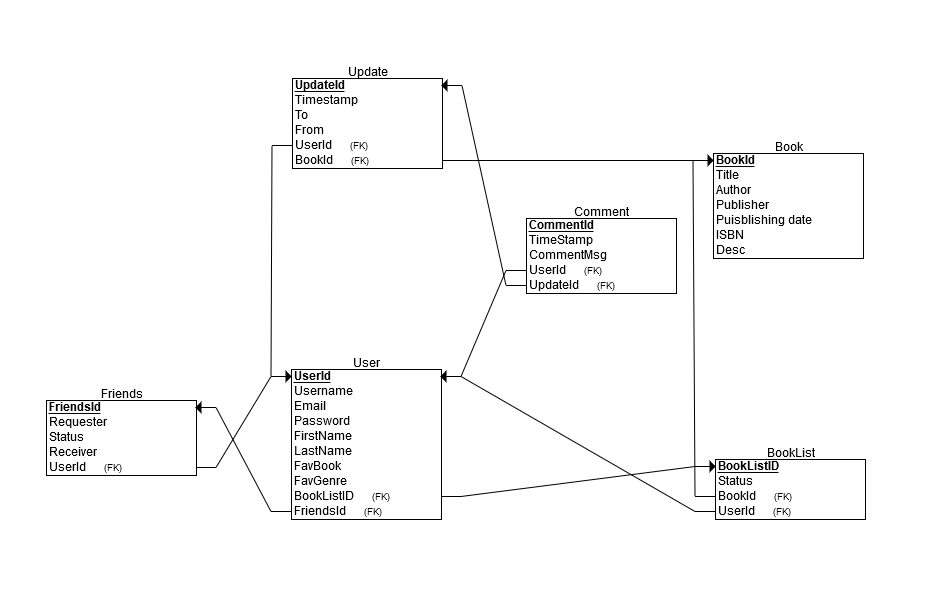 Update
UpdateId
Timestamp
To
From
UserId (FK)
BookId (FK)
Book
BookId
Title
Author
Publisher
Puisblishing date
ISBN
Desc
Comment
CommentId
TimeStamp
CommentMsg
UserId (FK)
UpdateId (FK)
User
UserId
Username
Email
Password
FirstName
LastName
FavBook
FavGenre
BookListID (FK)
FriendsId (FK)
Friends
FriendsId
Requester
Status
Receiver
UserId (FK)
BookList
BookListID
Status
BookId (FK)
UserId (FK)